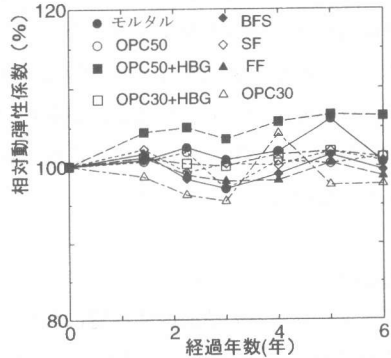 相対動弾性係数（%）
120
100
80
モルタル
OPC50
OPC50+HBG
OPC30+HBG
BFS
SF
FF
OPC30
0 2 4 6
経過年数(年)